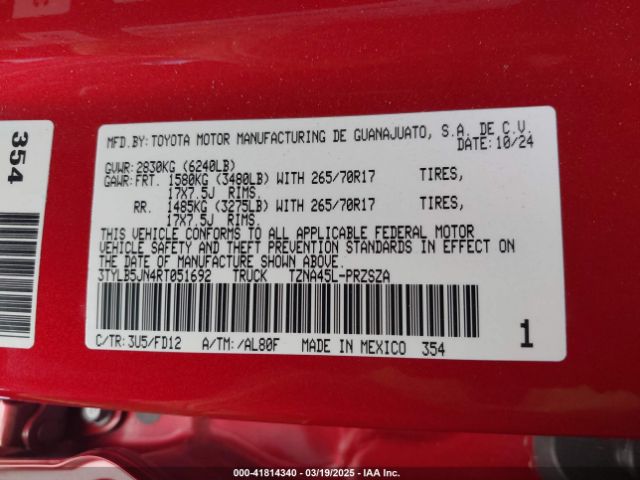 354
MFD.BY:TOYOTA MOTOR MANUFACTURING DE GUANAJUATO, S.A. DE C.V.
DATE:10/24
GVWR:2830KG (6240LB)
GAWR:FRT. 1580KG (3480LB) WITH 265/70R17 TIRES,
17X7.5J RIMS.
RR. 1485KG (3275LB) WITH 265/70R17 TIRES,
17X7.5J RIMS.
THIS VEHICLE CONFORMS TO ALL APPLICABLE FEDERAL MOTOR
VEHICLE SAFETY AND THEFT PREVENTION STANDARDS IN EFFECT ON
THE DATE OF MANUFACTURE SHOWN ABOVE.
3TYLB5JN4RT051692 TRUCK TZNA45L-PRZSZA
C/TR:3U5/FD12 A/TM:/AL80F MADE IN MEXICO 354
1
000-41814340 - 03/19/2025 - IAA Inc.